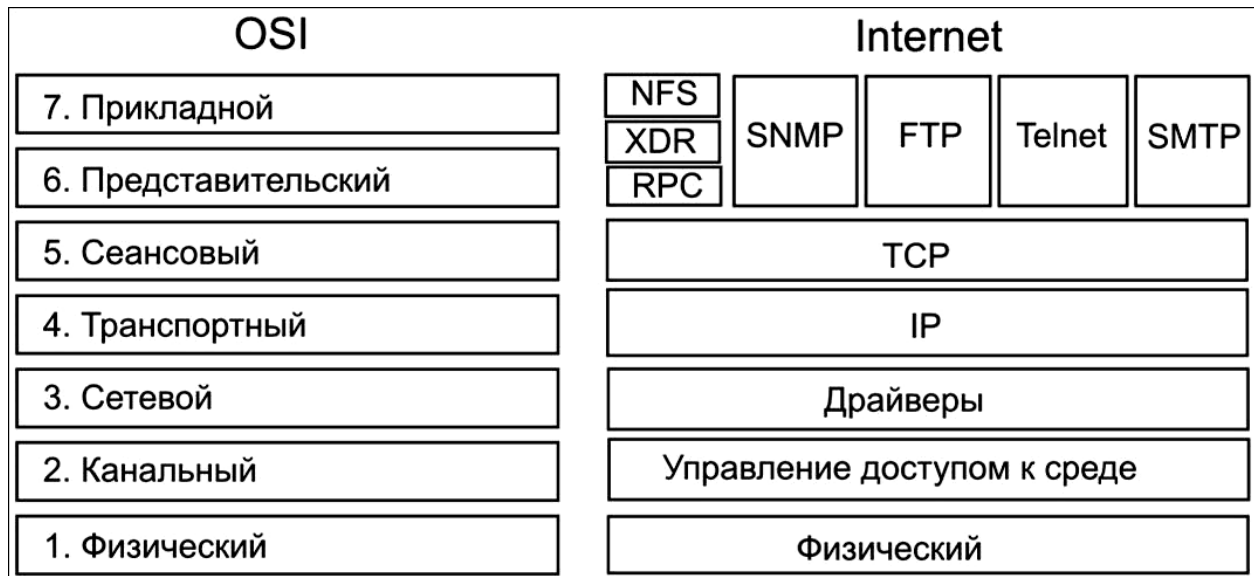 OSI
Internet
7. Прикладной
6. Представительский
5. Сеансовый
4. Транспортный
3. Сетевой
2. Канальный
1. Физический
NFS
XDR
RPC
SNMP
FTP
Telnet
SMTP
TCP
IP
Драйверы
Управление доступом к среде
Физический